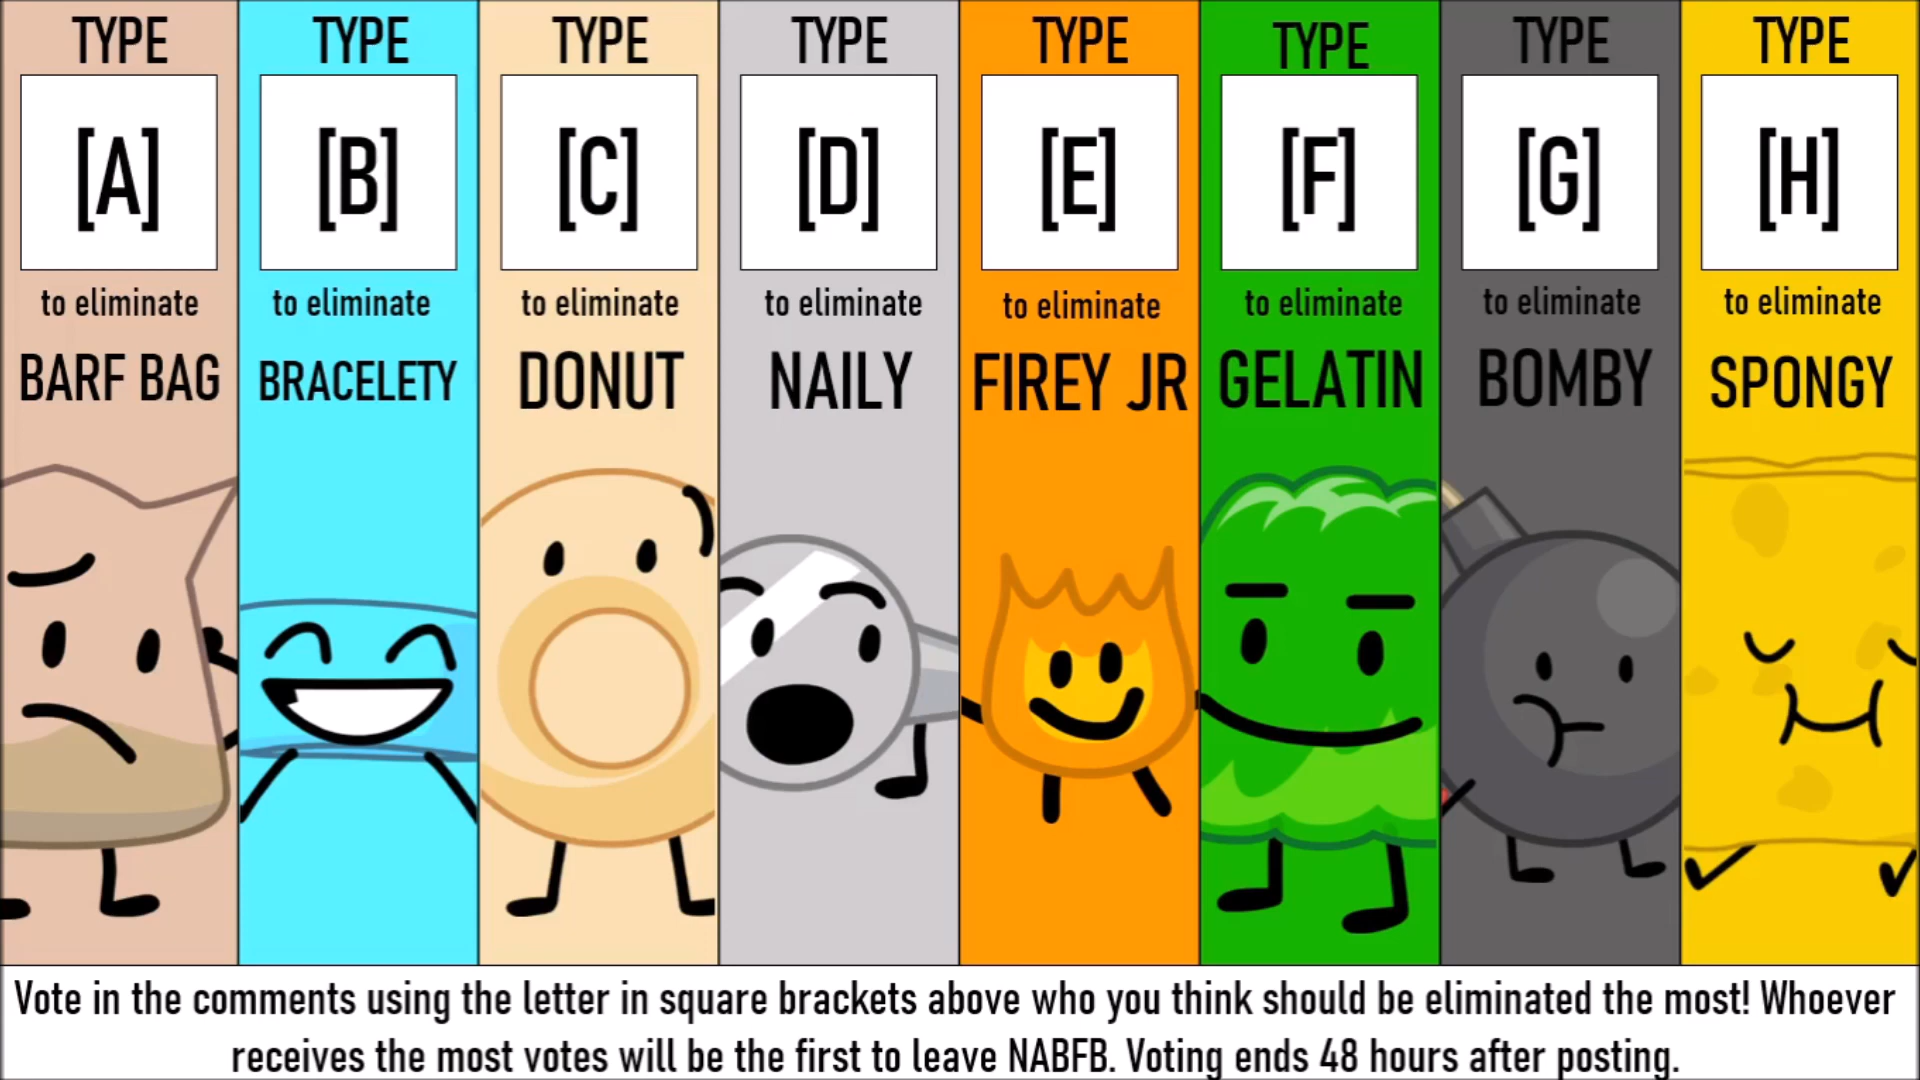 TYPE TYPE TYPE TYPE TYPE TYPE TYPE TYPE
[A] [B] [C] [D] [E] [F] [G] [H]
to eliminate to eliminate to eliminate to eliminate to eliminate to eliminate to eliminate to eliminate
BARF BAG BRACELETY DONUT NAILY FIREY JR GELATIN BOMBY SPONGY
Vote in the comments using the letter in square brackets above who you think should be eliminated the most! Whoever
receives the most votes will be the first to leave NABFB. Voting ends 48 hours after posting.